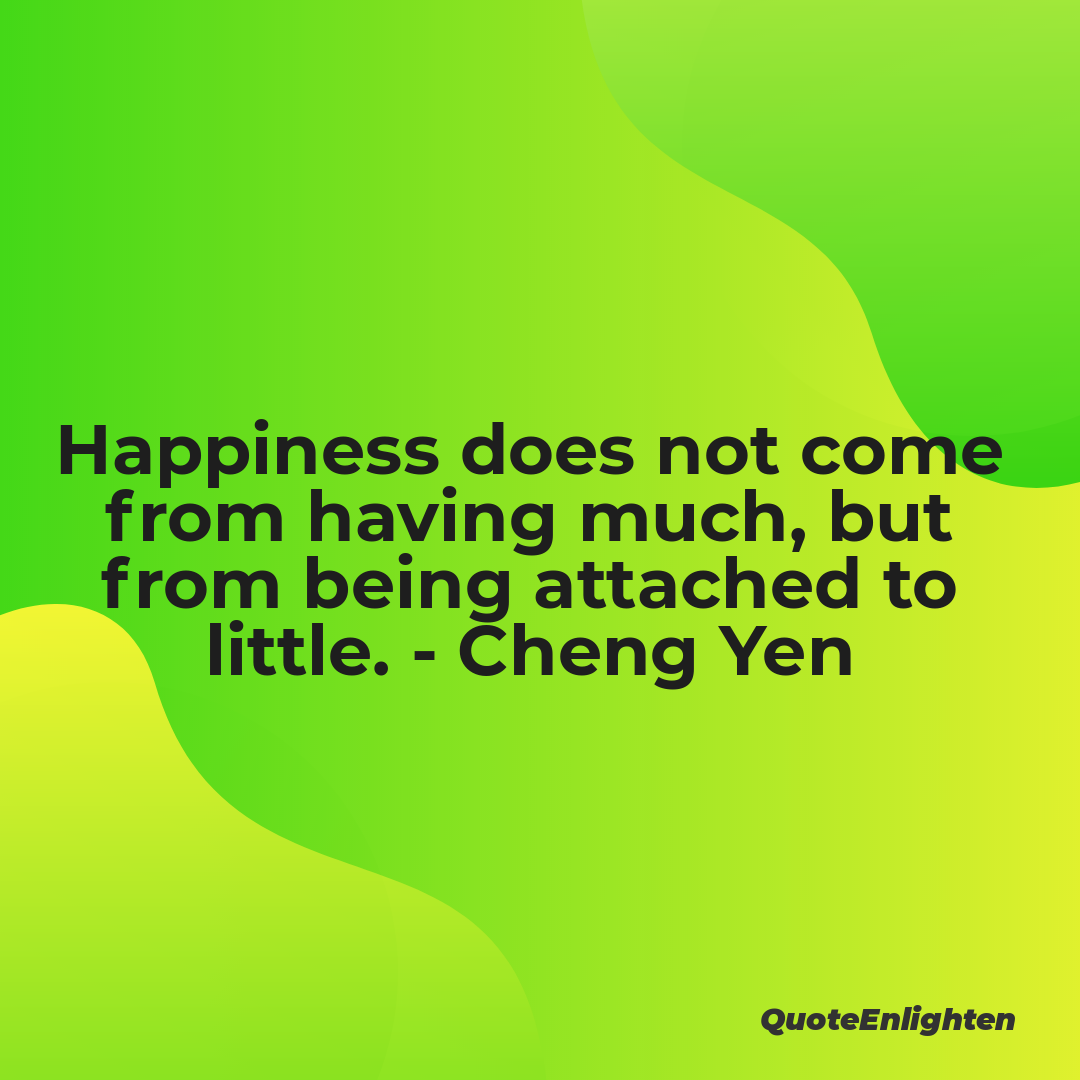 Happiness does not come
from having much, but
from being attached to
little. - Cheng Yen
QuoteEnlighten